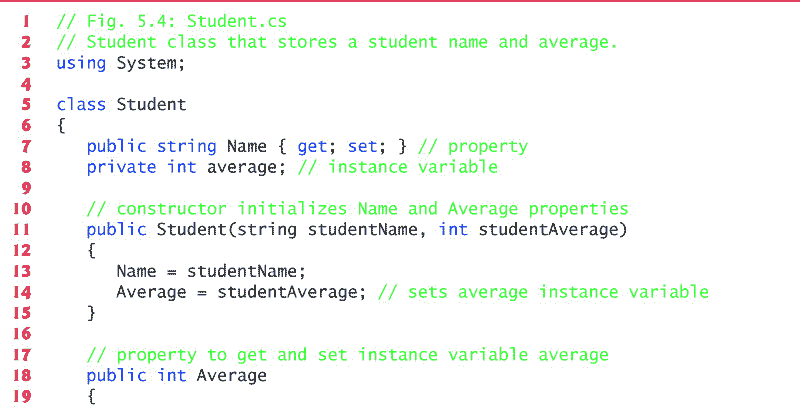 1 // Fig. 5.4: Student.cs
2 // Student class that stores a student name and average.
3 using System;
4
5 class Student
6 {
7    public string Name { get; set; } // property
8    private int average; // instance variable
9
10    // constructor initializes Name and Average properties
11    public Student(string studentName, int studentAverage)
12    {
13       Name = studentName;
14       Average = studentAverage; // sets average instance variable
15    }
16
17    // property to get and set instance variable average
18    public int Average
19    {